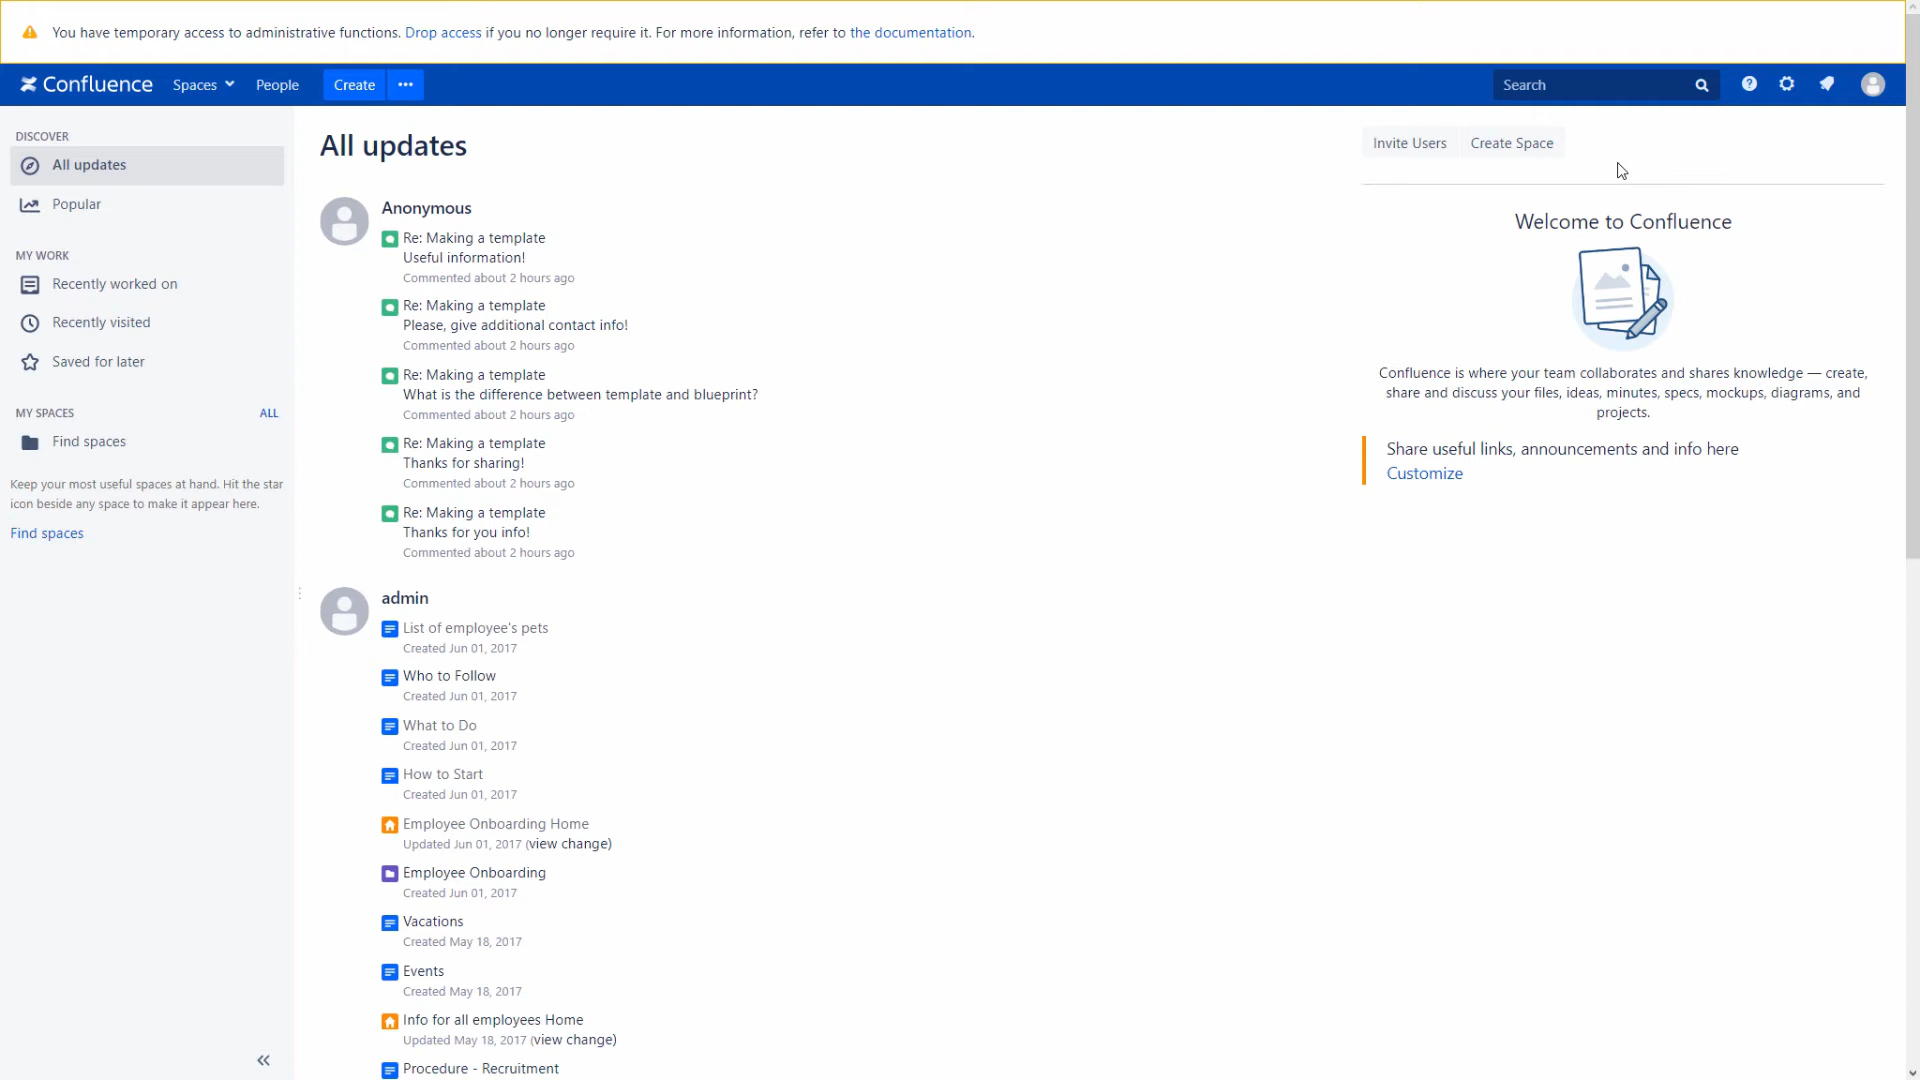 You have temporary access to administrative functions. Drop access if you no longer require it. For more information, refer to the documentation.
Confluence Spaces People Create Search
DISCOVER
All updates
Popular
MY WORK
Recently worked on
Recently visited
Saved for later
MY SPACES ALL
Find spaces
Keep your most useful spaces at hand. Hit the star
icon beside any space to make it appear here.
Find spaces
All updates
Anonymous
Re: Making a template
Useful information!
Commented about 2 hours ago
Re: Making a template
Please, give additional contact info!
Commented about 2 hours ago
Re: Making a template
What is the difference between template and blueprint?
Commented about 2 hours ago
Re: Making a template
Thanks for sharing!
Commented about 2 hours ago
Re: Making a template
Thanks for you info!
Commented about 2 hours ago
admin
List of employee's pets
Created Jun 01, 2017
Who to Follow
Created Jun 01, 2017
What to Do
Created Jun 01, 2017
How to Start
Created Jun 01, 2017
Employee Onboarding Home
Updated Jun 01, 2017 (view change)
Employee Onboarding
Created Jun 01, 2017
Vacations
Created May 18, 2017
Events
Created May 18, 2017
Info for all employees Home
Updated May 18, 2017 (view change)
Procedure - Recruitment
Invite Users Create Space
Welcome to Confluence
Confluence is where your team collaborates and shares knowledge — create,
share and discuss your files, ideas, minutes, specs, mockups, diagrams, and
projects.
Share useful links, announcements and info here
Customize